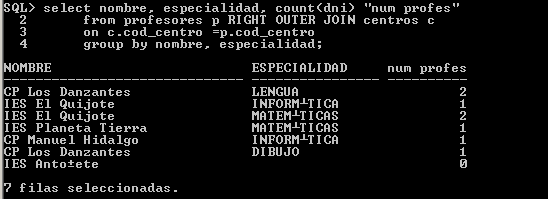 SQL> select nombre, especialidad, count(dni) "num profes"
2 from profesores p RIGHT OUTER JOIN centros c
3 on c.cod_centro =p.cod_centro
4 group by nombre, especialidad;
NOMBRE ESPECIALIDAD num profes
CP Los Danzantes LENGUA 2
IES El Quijote INFORM┴TICA 1
IES El Quijote MATEM┴TICAS 2
IES Planeta Tierra MATEM┴TICAS 1
CP Manuel Hidalgo INFORM┴TICA 1
CP Los Danzantes DIBUJO 1
IES Anto±ete 0
7 filas seleccionadas.